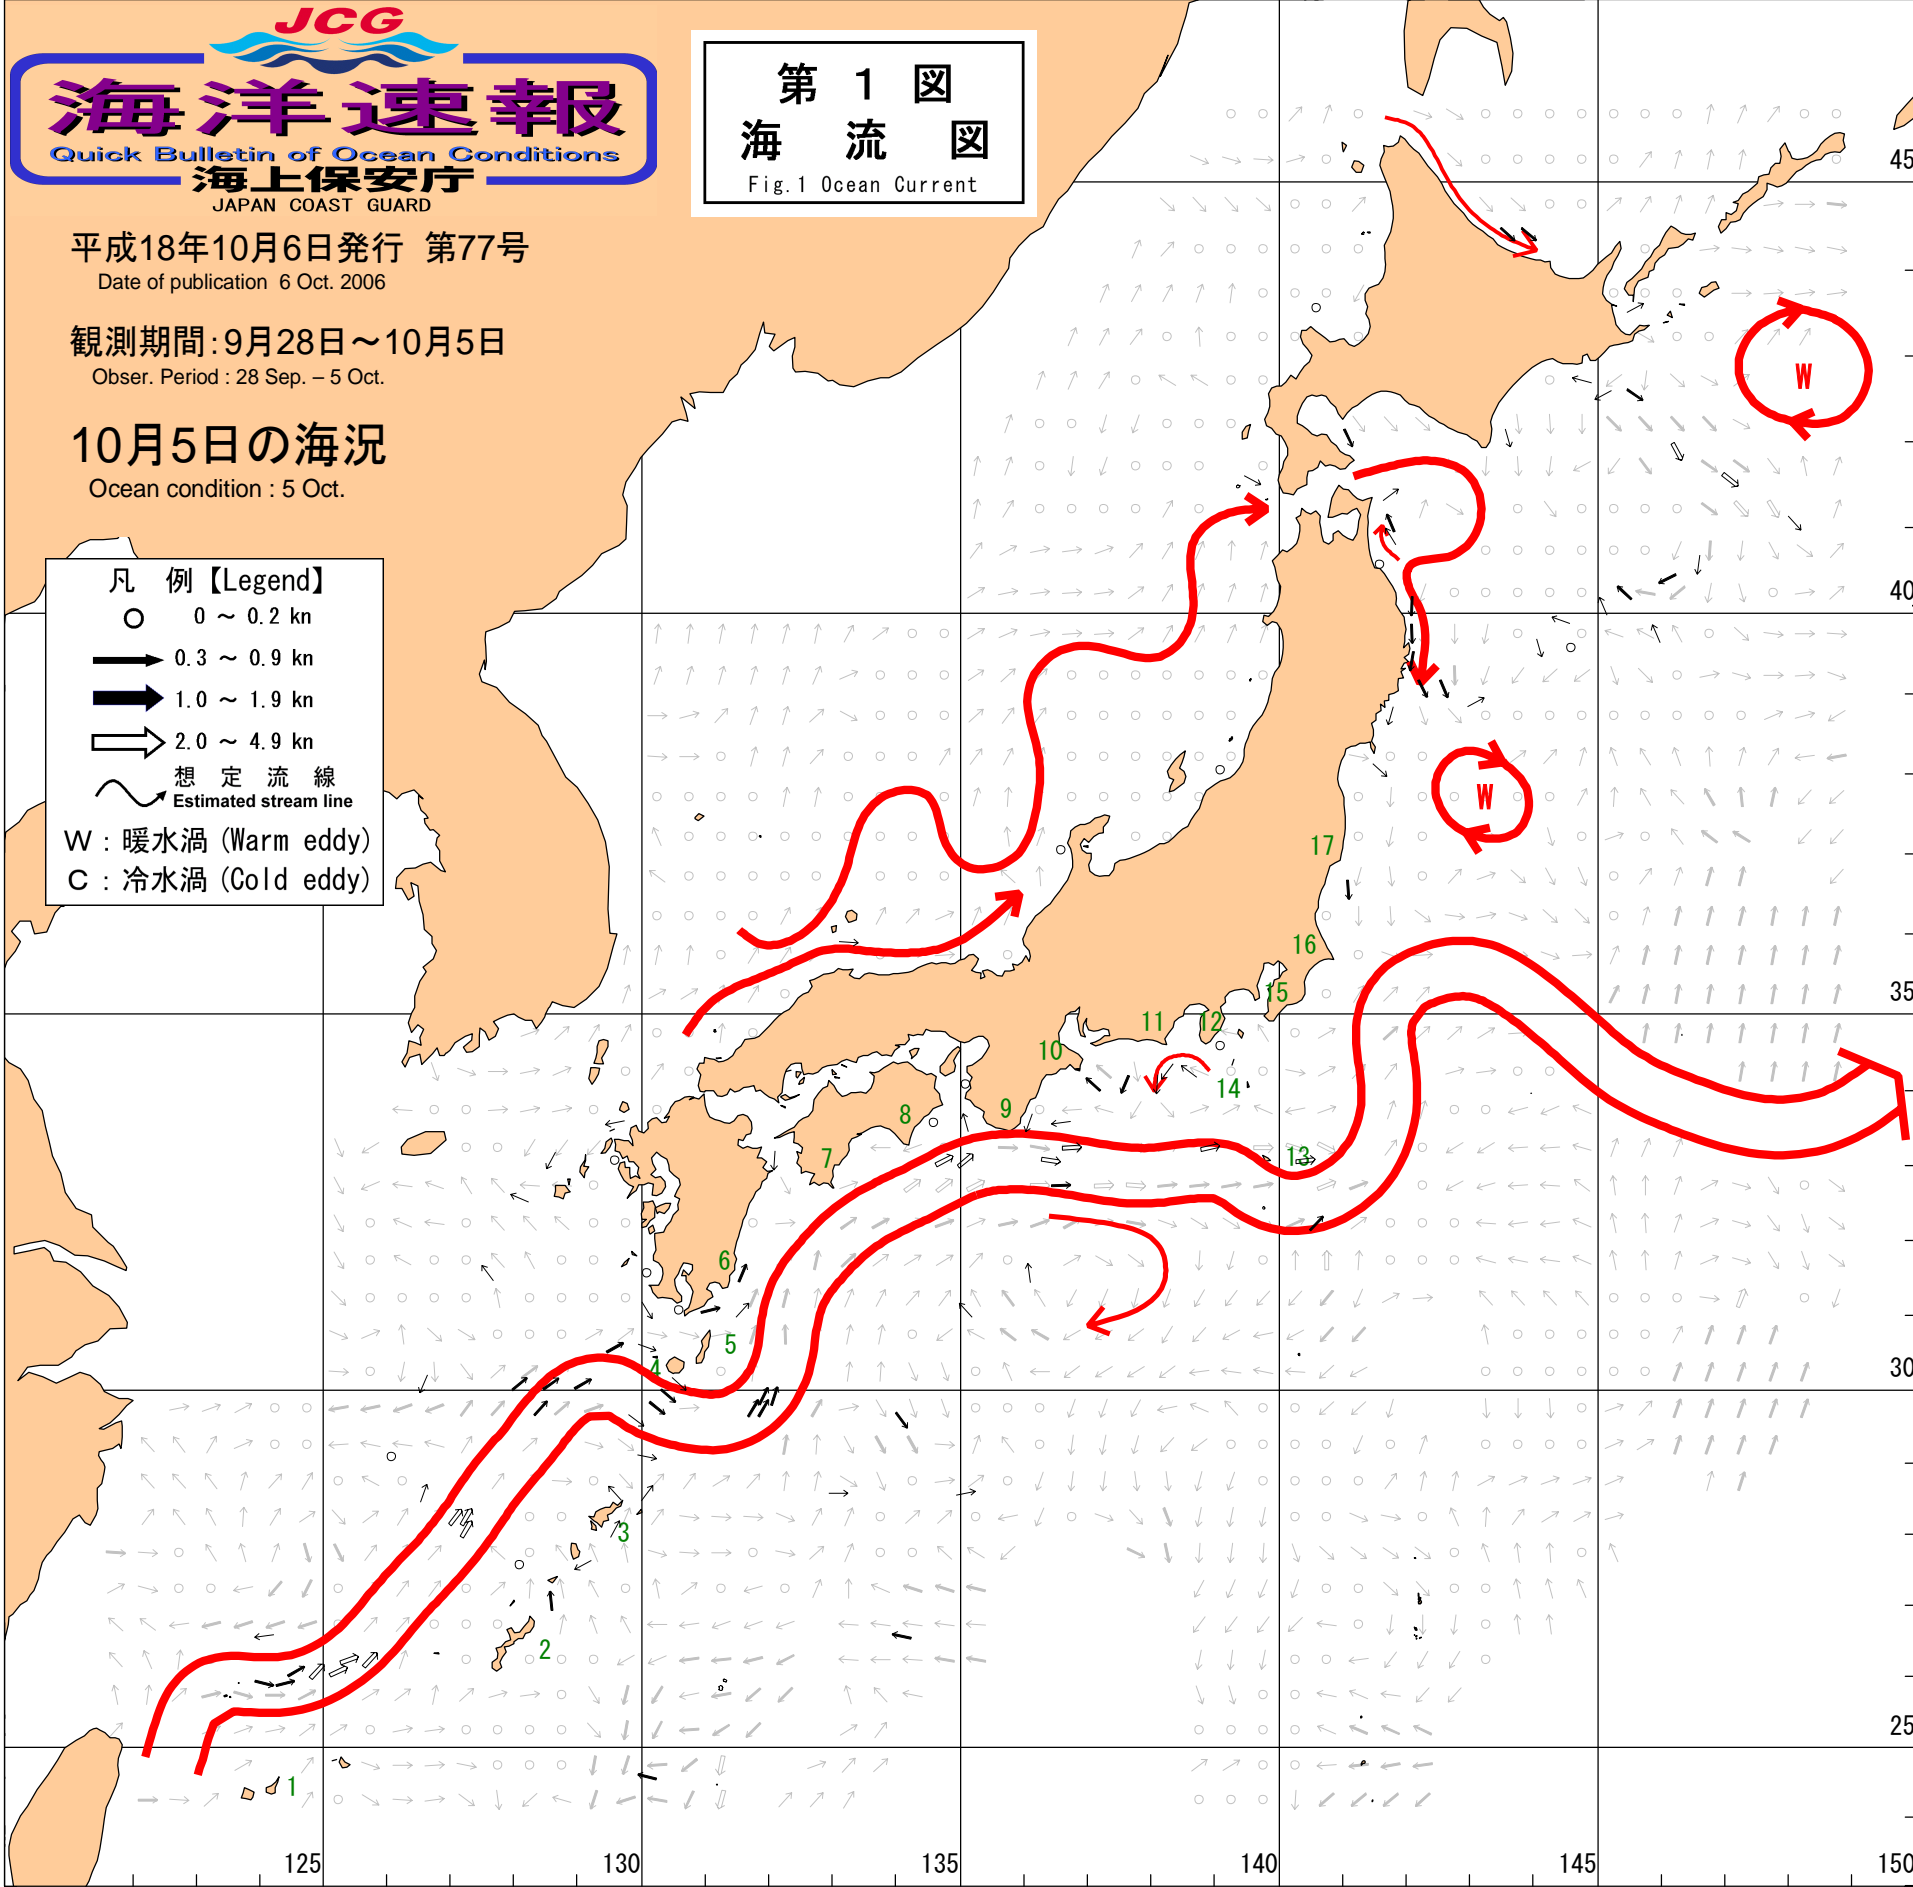 JCG
海洋速報
Quick Bulletin of Ocean Conditions
海上保安庁
JAPAN COAST GUARD
第 1 図
海 流 図
Fig.1 Ocean Current
平成18年10月6日発行 第77号
Date of publication 6 Oct. 2006
観測期間:9月28日～10月5日
Obser. Period : 28 Sep. – 5 Oct.
10月5日の海況
Ocean condition : 5 Oct.
凡 例【Legend】
0 ～ 0.2 kn
0.3 ～ 0.9 kn
1.0 ～ 1.9 kn
2.0 ～ 4.9 kn
想 定 流 線
Estimated stream line
W : 暖水渦 (Warm eddy)
C : 冷水渦 (Cold eddy)
45
W
40
W
17
16
35
15
12
11
10
14
9
8
7
13
6
5
4
30
3
2
25
1
125
130
135
140
145
150